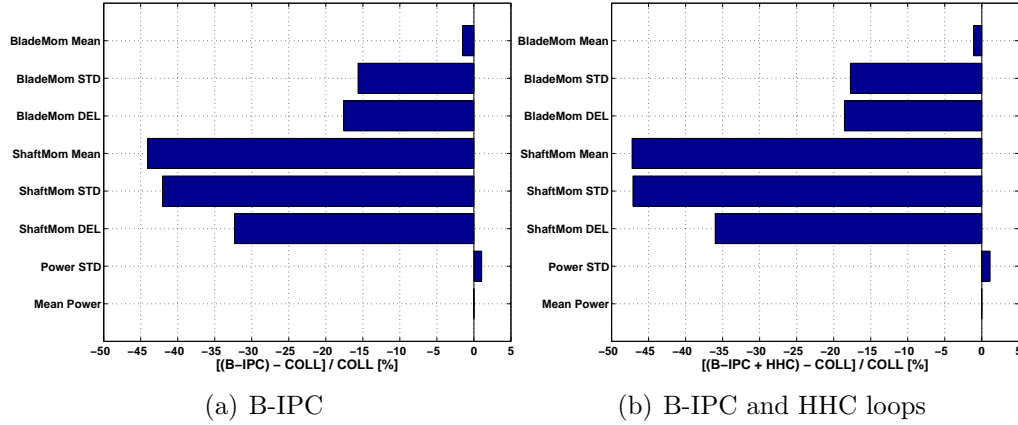 BladeMom Mean
BladeMom STD
BladeMom DEL
ShaftMom Mean
ShaftMom STD
ShaftMom DEL
Power STD
Mean Power
−50 −45 −40 −35 −30 −25 −20 −15 −10 −5 0 5
[(B−IPC) − COLL] / COLL [%]
(a) B-IPC
BladeMom Mean
BladeMom STD
BladeMom DEL
ShaftMom Mean
ShaftMom STD
ShaftMom DEL
Power STD
Mean Power
−50 −45 −40 −35 −30 −25 −20 −15 −10 −5 0 5
[(B−IPC + HHC) − COLL] / COLL [%]
(b) B-IPC and HHC loops